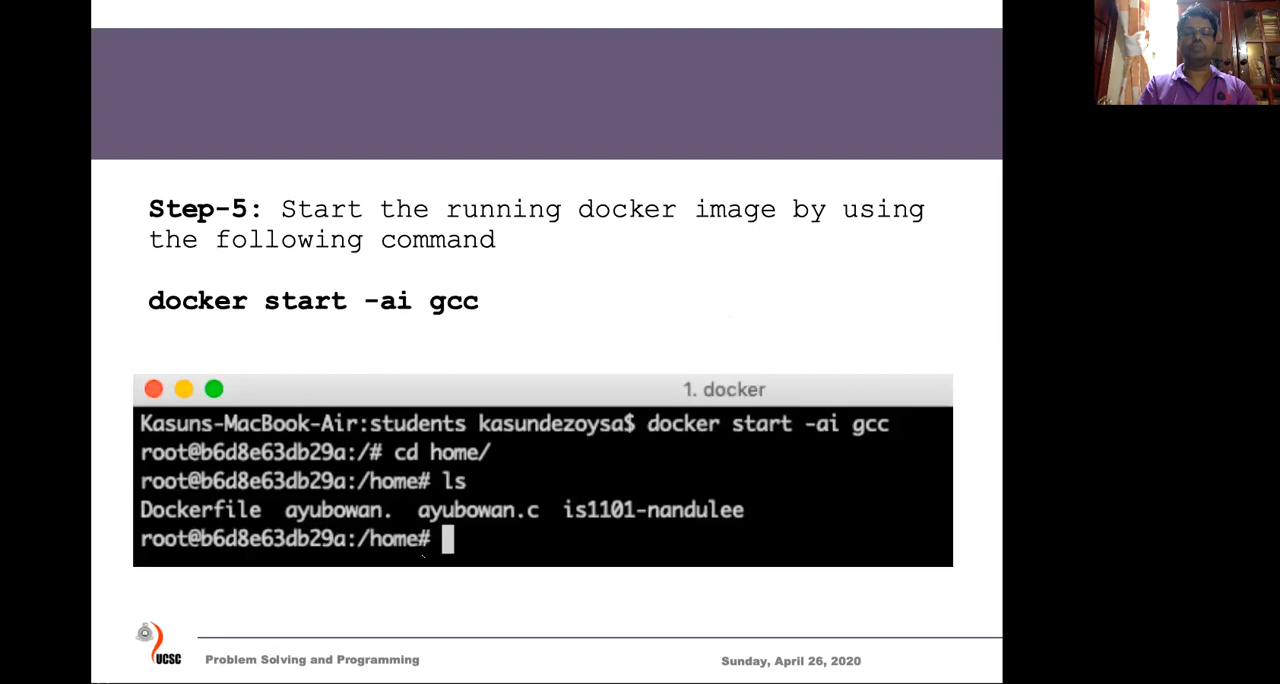 Step-5: Start the running docker image by using
the following command
docker start -ai gcc
1. docker
Kasuns-MacBook-Air:students kasundezoysa$ docker start -ai gcc
root@b6d8e63db29a:/# cd home/
root@b6d8e63db29a:/home# ls
Dockerfile ayubowan. ayubowan.c is1101-nandulee
root@b6d8e63db29a:/home#
UCSC
Problem Solving and Programming
Sunday, April 26, 2020